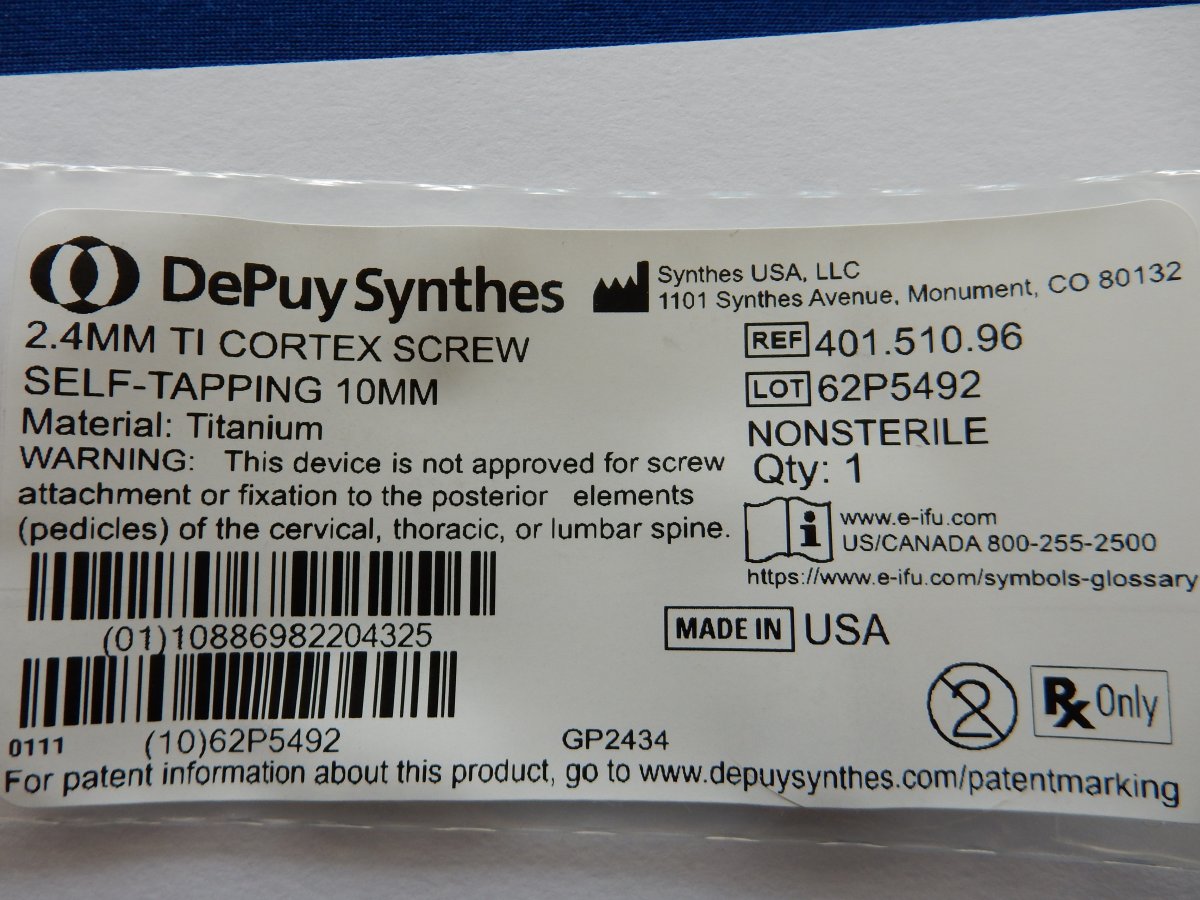 DePuy Synthes
Synthes USA, LLC
1101 Synthes Avenue, Monument, CO 80132
2.4MM TI CORTEX SCREW
SELF-TAPPING 10MM
Material: Titanium
WARNING: This device is not approved for screw
attachment or fixation to the posterior elements
(pedicles) of the cervical, thoracic, or lumbar spine.
REF 401.510.96
LOT 62P5492
NONSTERILE
Qty: 1
www.e-ifu.com
US/CANADA 800-255-2500
https://www.e-ifu.com/symbols-glossary
(01)10886982204325
MADE IN USA
2
Rx Only
0111 (10)62P5492
GP2434
For patent information about this product, go to www.depuysynthes.com/patentmarking